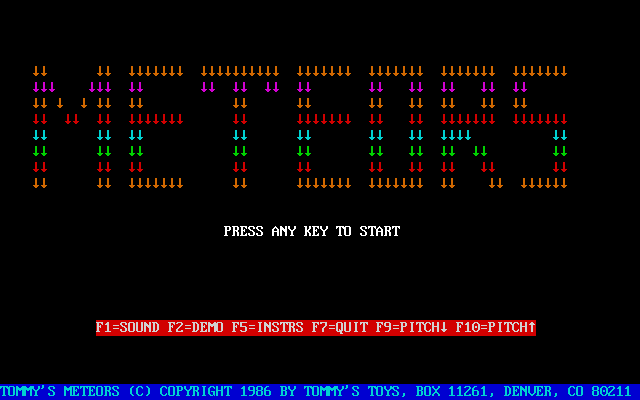 METEORS
PRESS ANY KEY TO START
F1=SOUND F2=DEMO F5=INSTRS F7=QUIT F9=PITCH↓ F10=PITCH↑
TOMMY'S METEORS (C) COPYRIGHT 1986 BY TOMMY'S TOYS, BOX 11261, DENVER, CO 80211